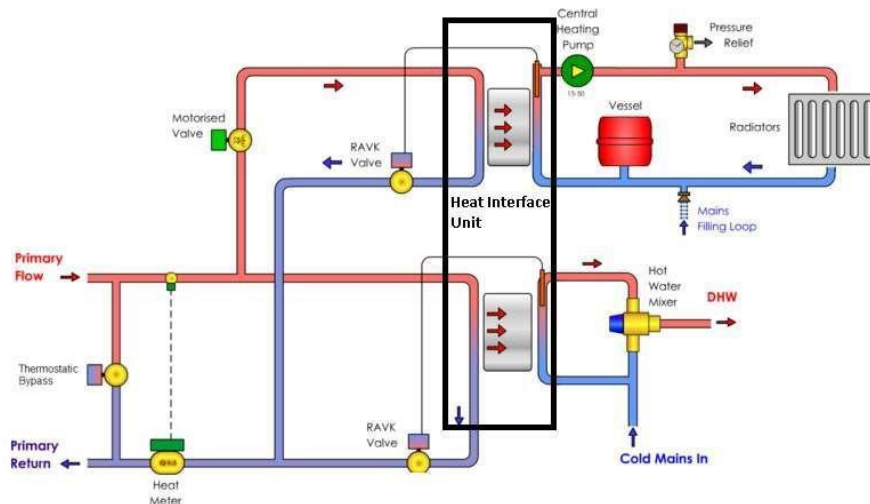 Central
Heating
Pump
15-50
Pressure
Relief
Motorised
Valve
RAVK
Valve
Vessel
Radiators
Heat Interface
Unit
Mains
Filling Loop
Primary
Flow
Hot
Water
Mixer
DHW
Thermostatic
Bypass
RAVK
Valve
Primary
Return
Heat
Meter
Cold Mains In